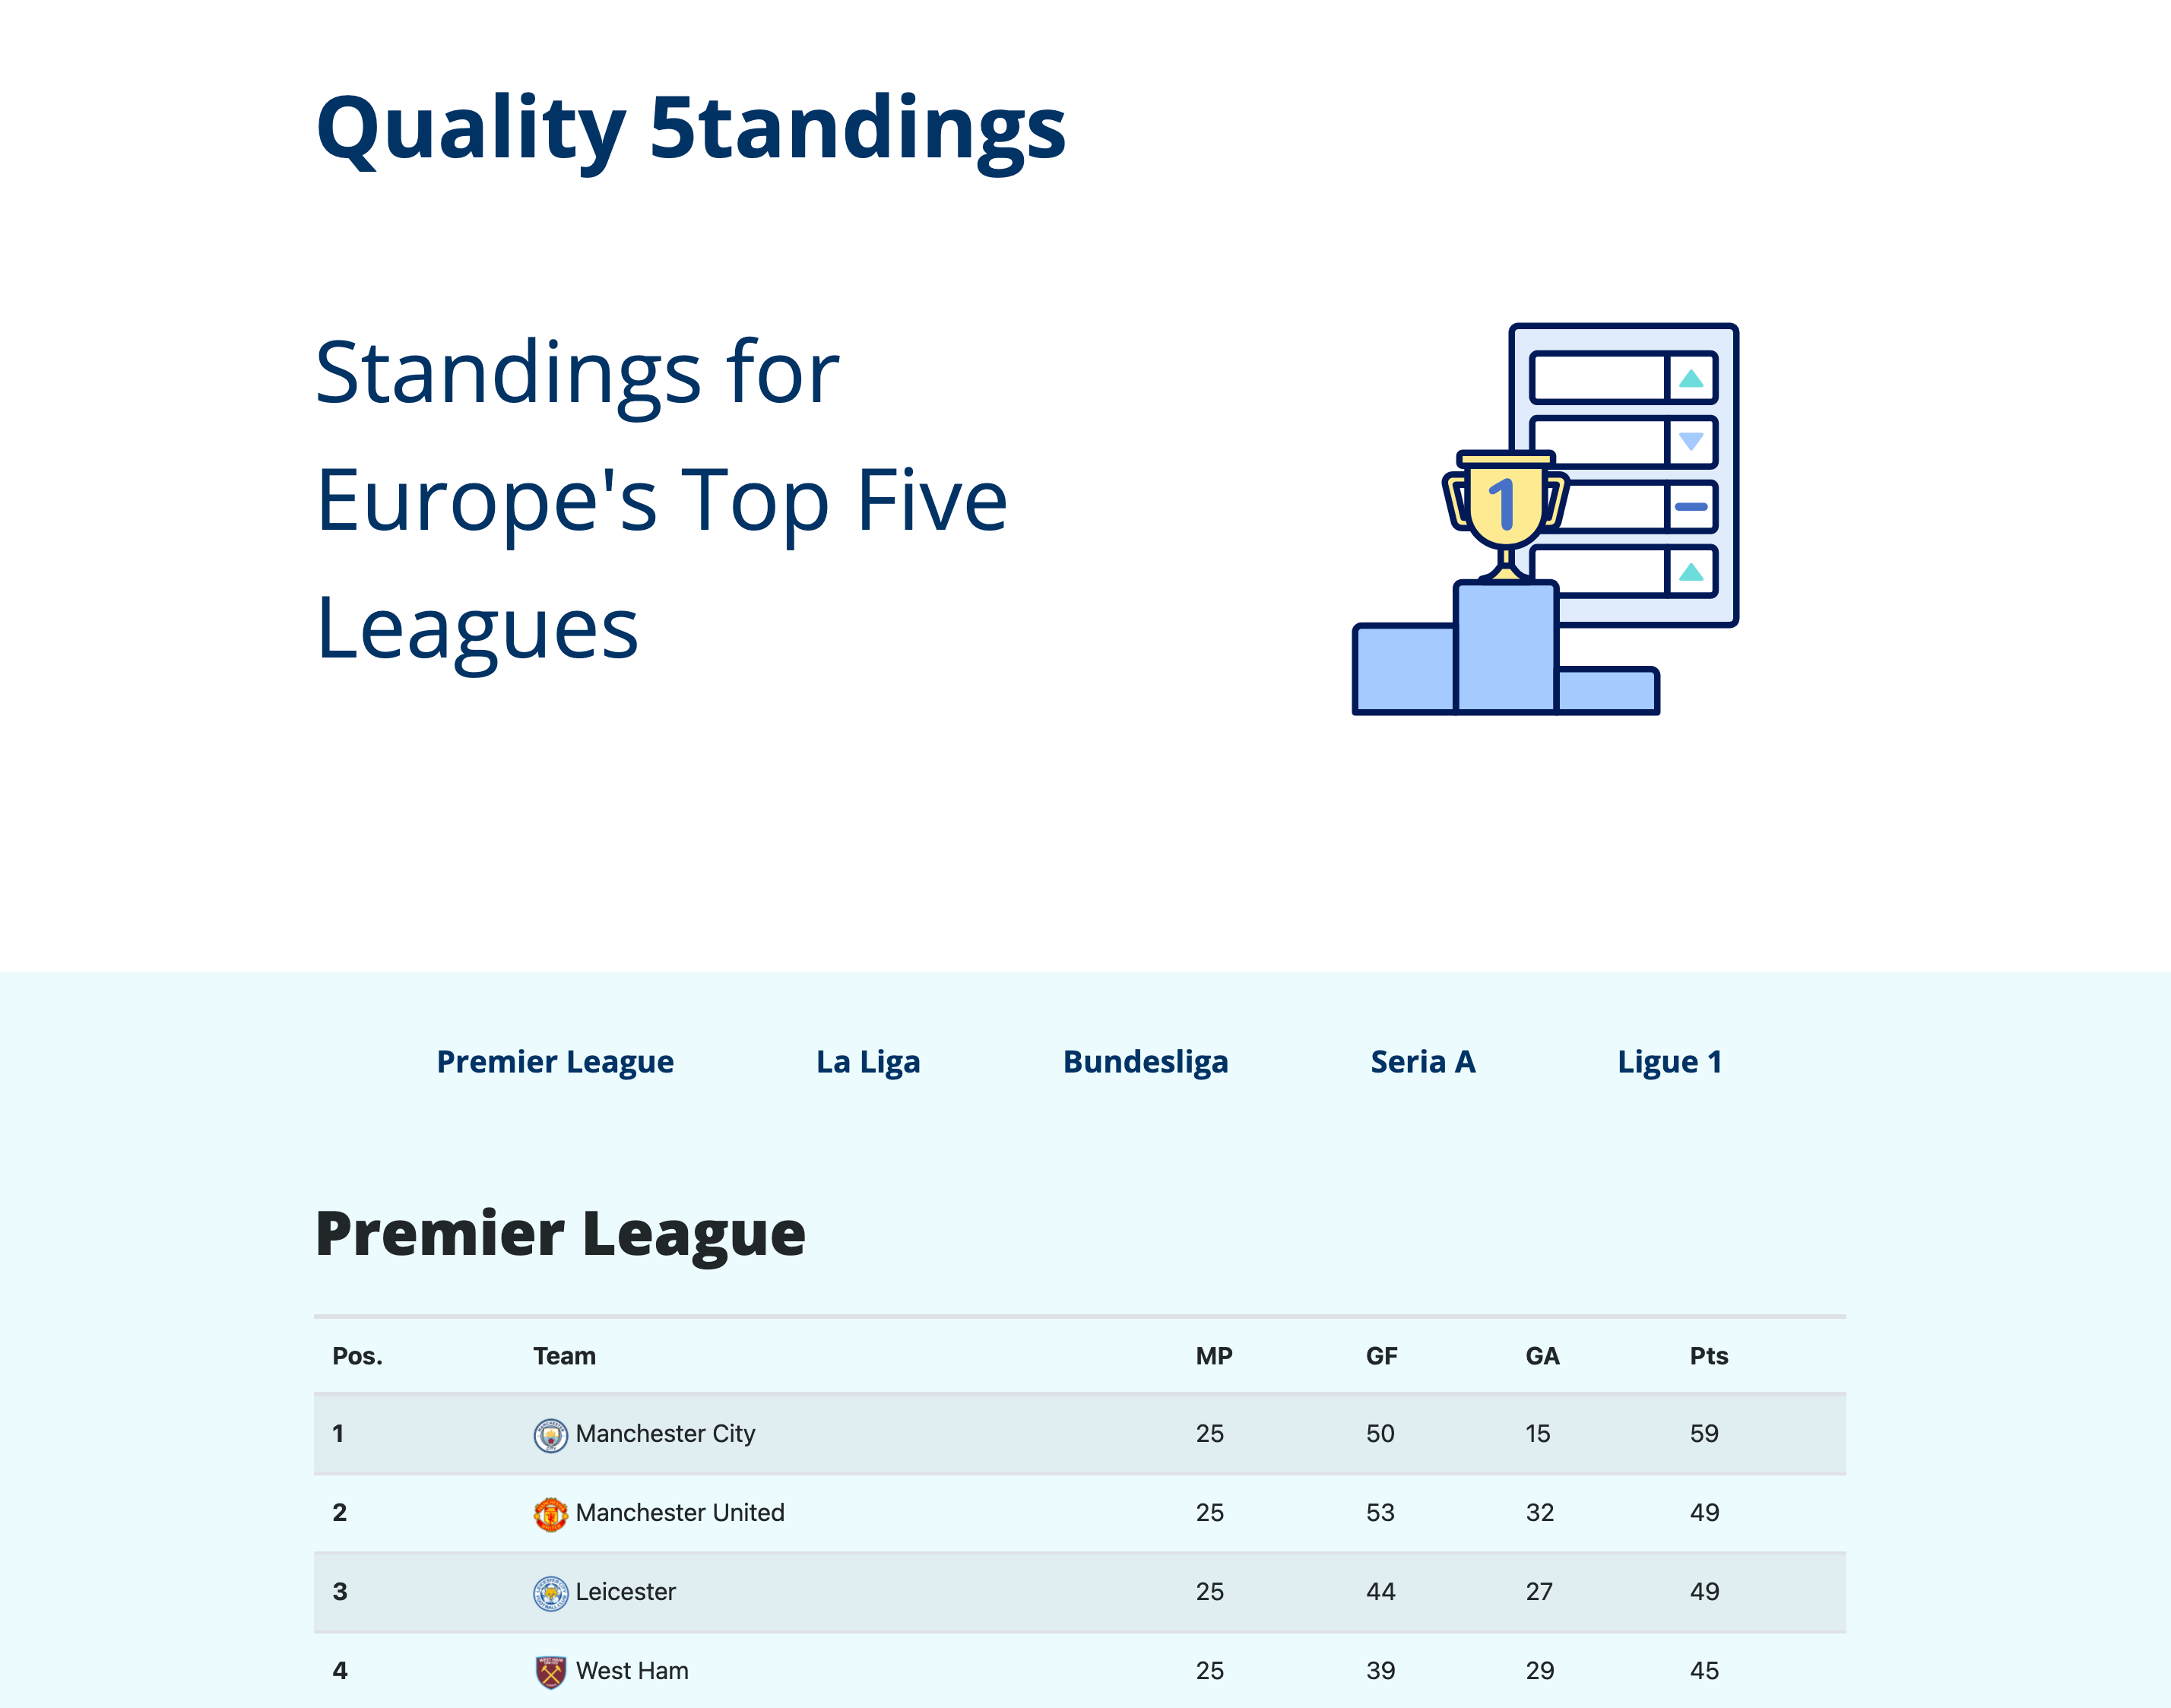 Quality 5tandings
Standings for
Europe's Top Five
Leagues
1
Premier League La Liga Bundesliga Seria A Ligue 1
Premier League
Pos. Team MP GF GA Pts
1 Manchester City 25 50 15 59
2 Manchester United 25 53 32 49
3 Leicester 25 44 27 49
4 West Ham 25 39 29 45